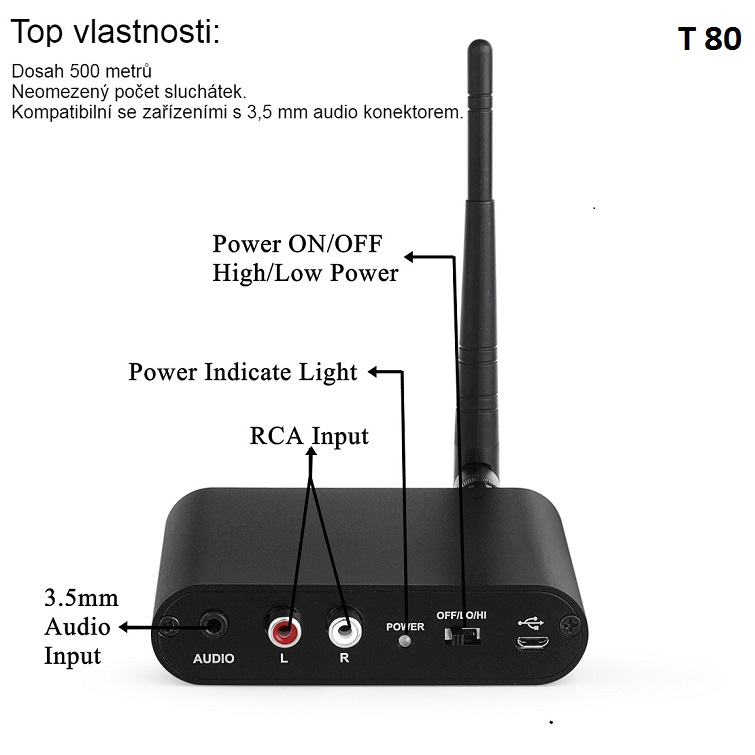 Top vlastnosti:
T 80
Dosah 500 metrů
Neomezený počet sluchátek.
Kompatibilní se zařízeními s 3,5 mm audio konektorem.
Power ON/OFF
High/Low Power
Power Indicate Light
RCA Input
3.5mm
Audio
Input
AUDIO
L
R
POWER
OFF/LO/HI